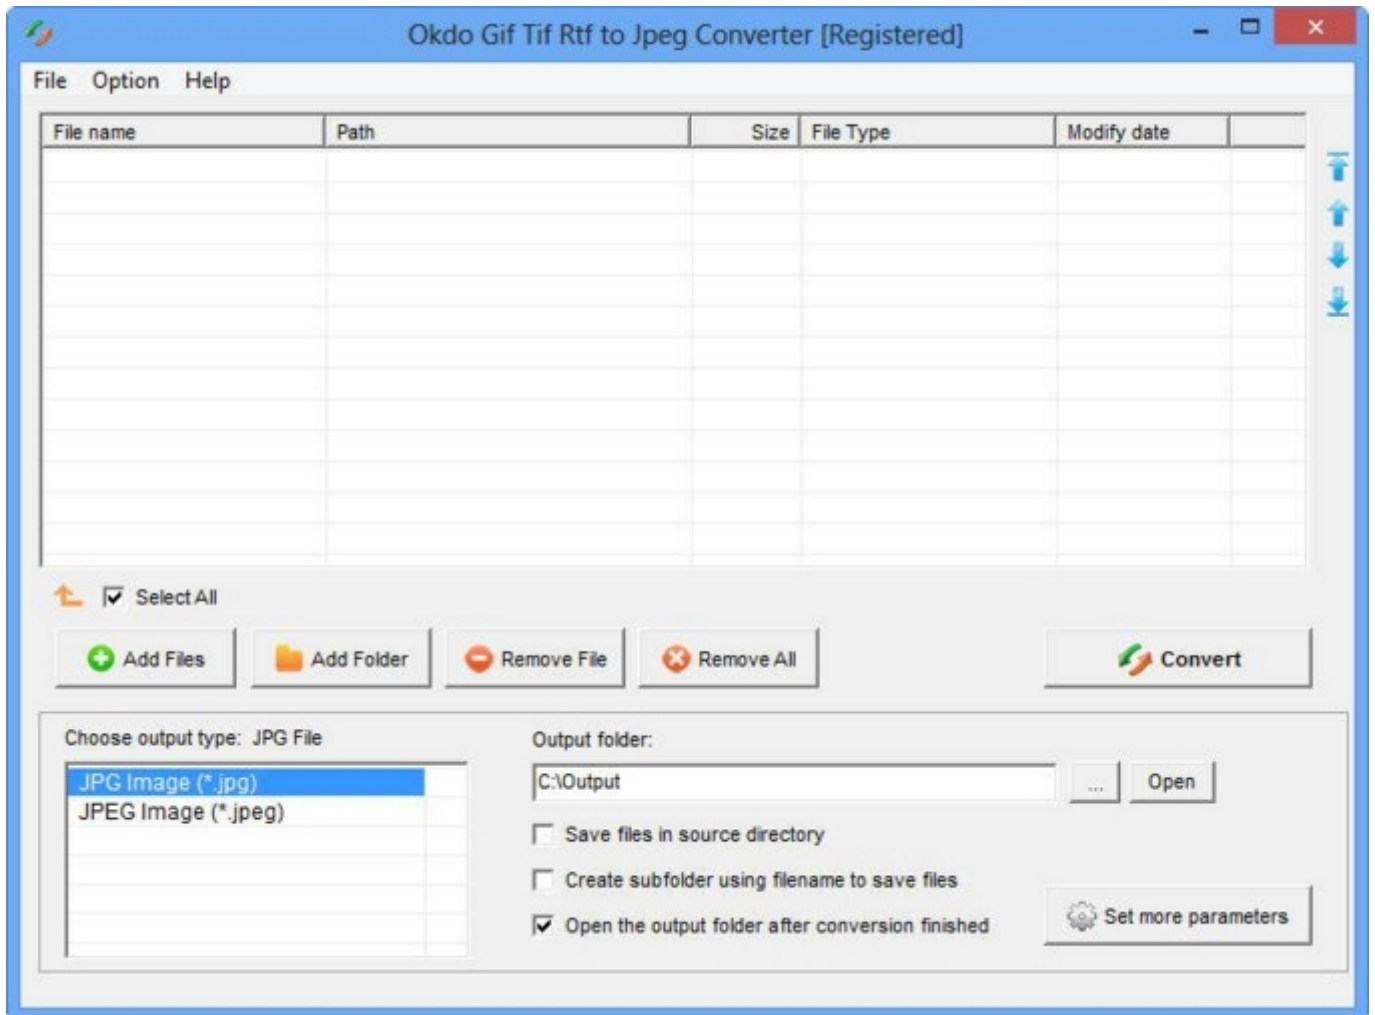 Okdo Gif Tif Rtf to Jpeg Converter [Registered]
File Option Help
File name Path Size File Type Modify date
Select All
Add Files Add Folder Remove File Remove All Convert
Choose output type: JPG File
JPG Image (*.jpg)
JPEG Image (*.jpeg)
Output folder:
C:\Output ... Open
Save files in source directory
Create subfolder using filename to save files
Open the output folder after conversion finished
Set more parameters